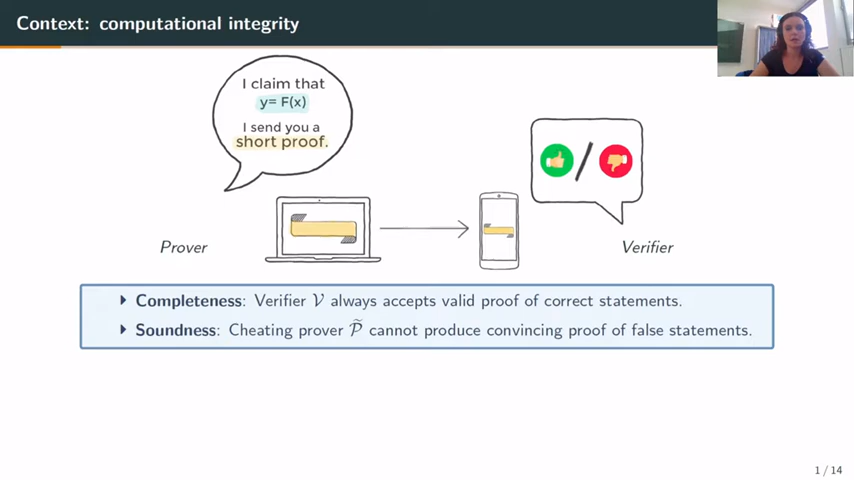 Context: computational integrity
I claim that
y= F(x)
I send you a
short proof.
Prover
Verifier
Completeness: Verifier 𝒱 always accepts valid proof of correct statements.
Soundness: Cheating prover 𝒫̃ cannot produce convincing proof of false statements.
1 / 14